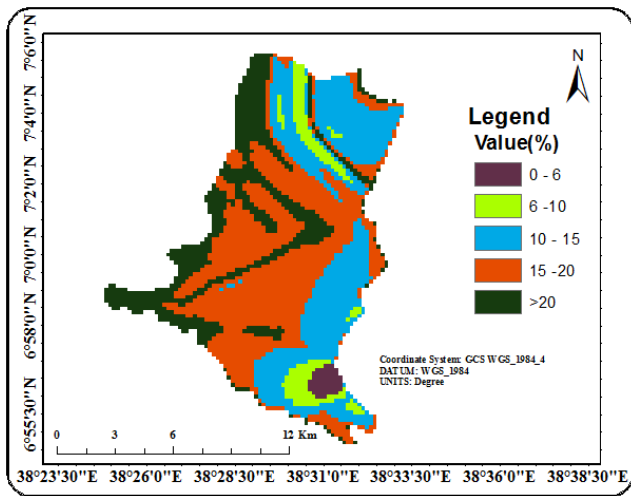 N
Legend
Value(%)
0 - 6
6 -10
10 - 15
15 -20
>20
Coordinate System: GCS WGS_1984_4
DATUM: WGS_1984
UNITS: Degree
0 3 6 12 Km
7°6'0"N
7°4'0"N
7°2'0"N
7°0'0"N
6°58'0"N
6°55'30"N
38°23'30"E 38°26'0"E 38°28'30"E 38°31'0"E 38°33'30"E 38°38'30"E